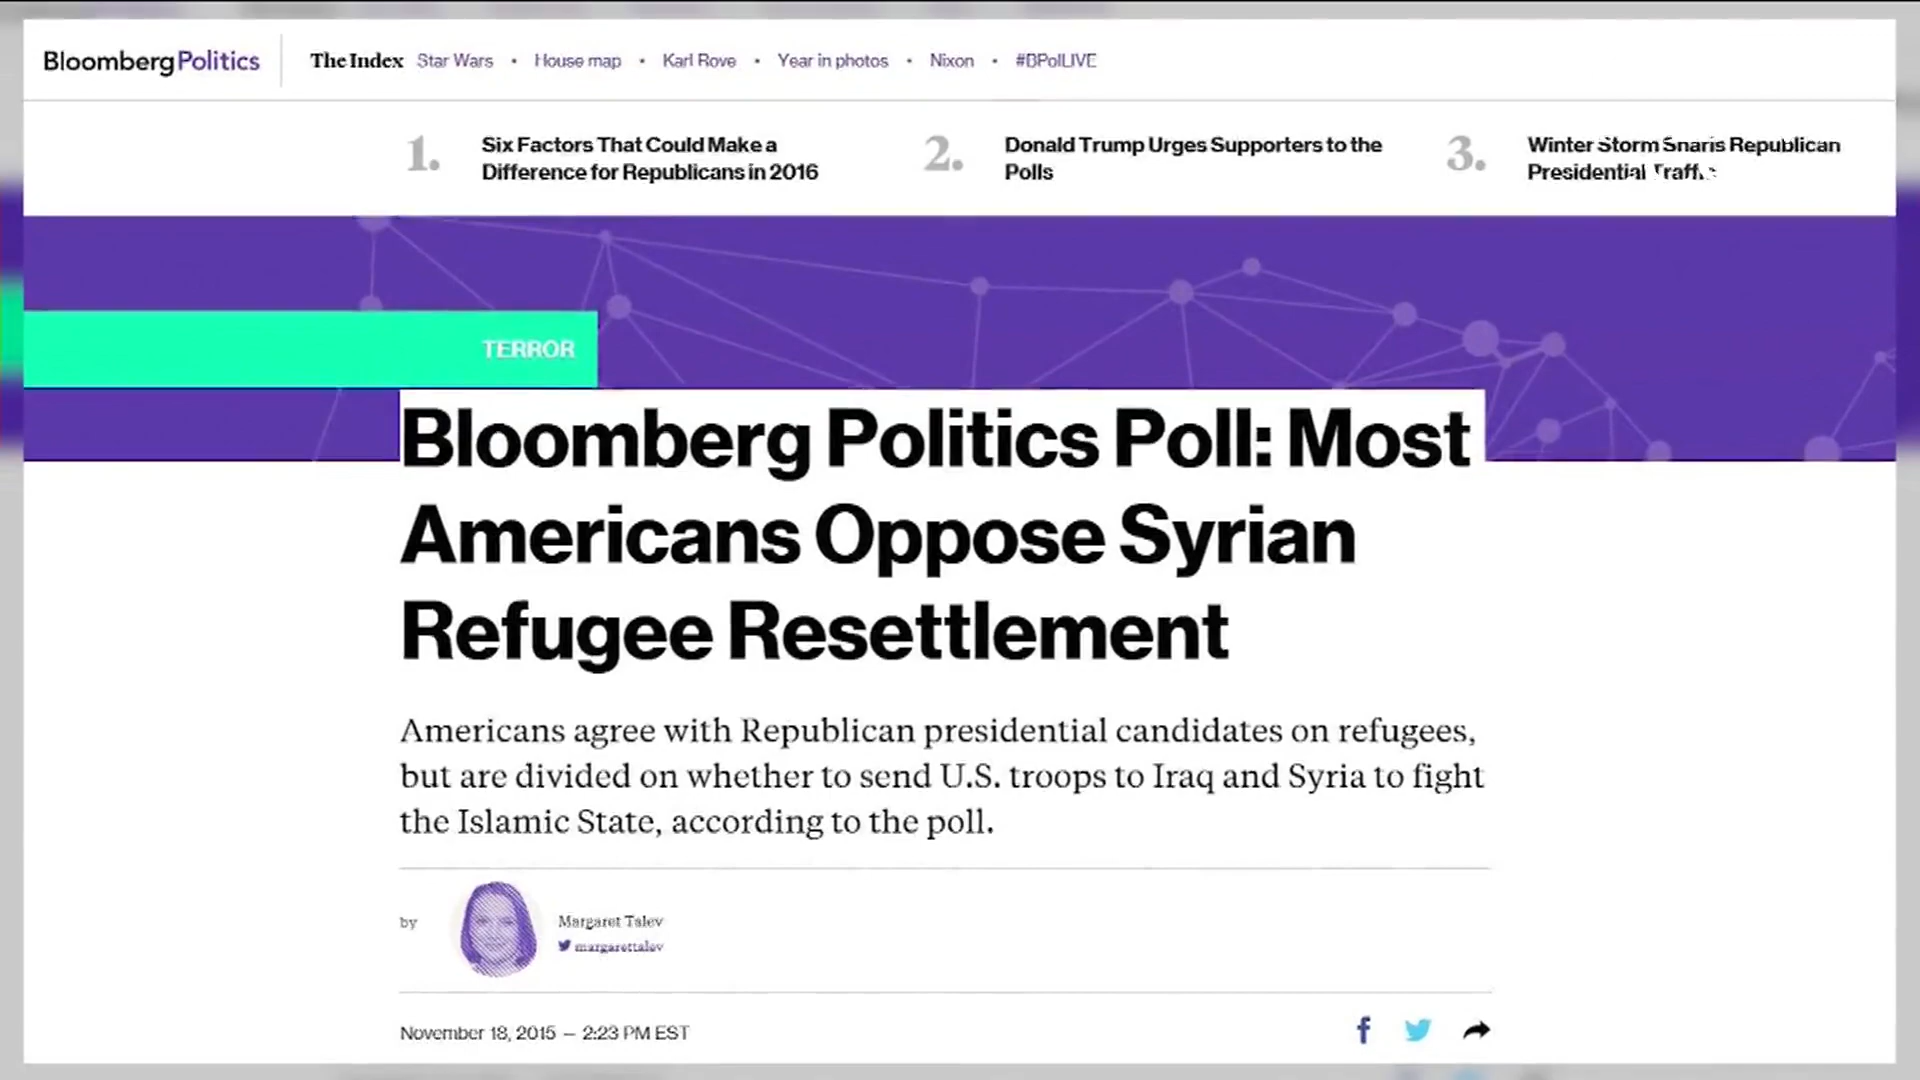 BloombergPolitics
The Index Star Wars • House map • Karl Rove • Year in photos • Nixon • #BPolLIVE
1. Six Factors That Could Make a
Difference for Republicans in 2016
2. Donald Trump Urges Supporters to the
Polls
3. Winter Storm Snarls Republican
Presidential Traffic
TERROR
Bloomberg Politics Poll: Most
Americans Oppose Syrian
Refugee Resettlement
Americans agree with Republican presidential candidates on refugees,
but are divided on whether to send U.S. troops to Iraq and Syria to fight
the Islamic State, according to the poll.
by
Margaret Talev
margarettalev
November 18, 2015 — 2:23 PM EST